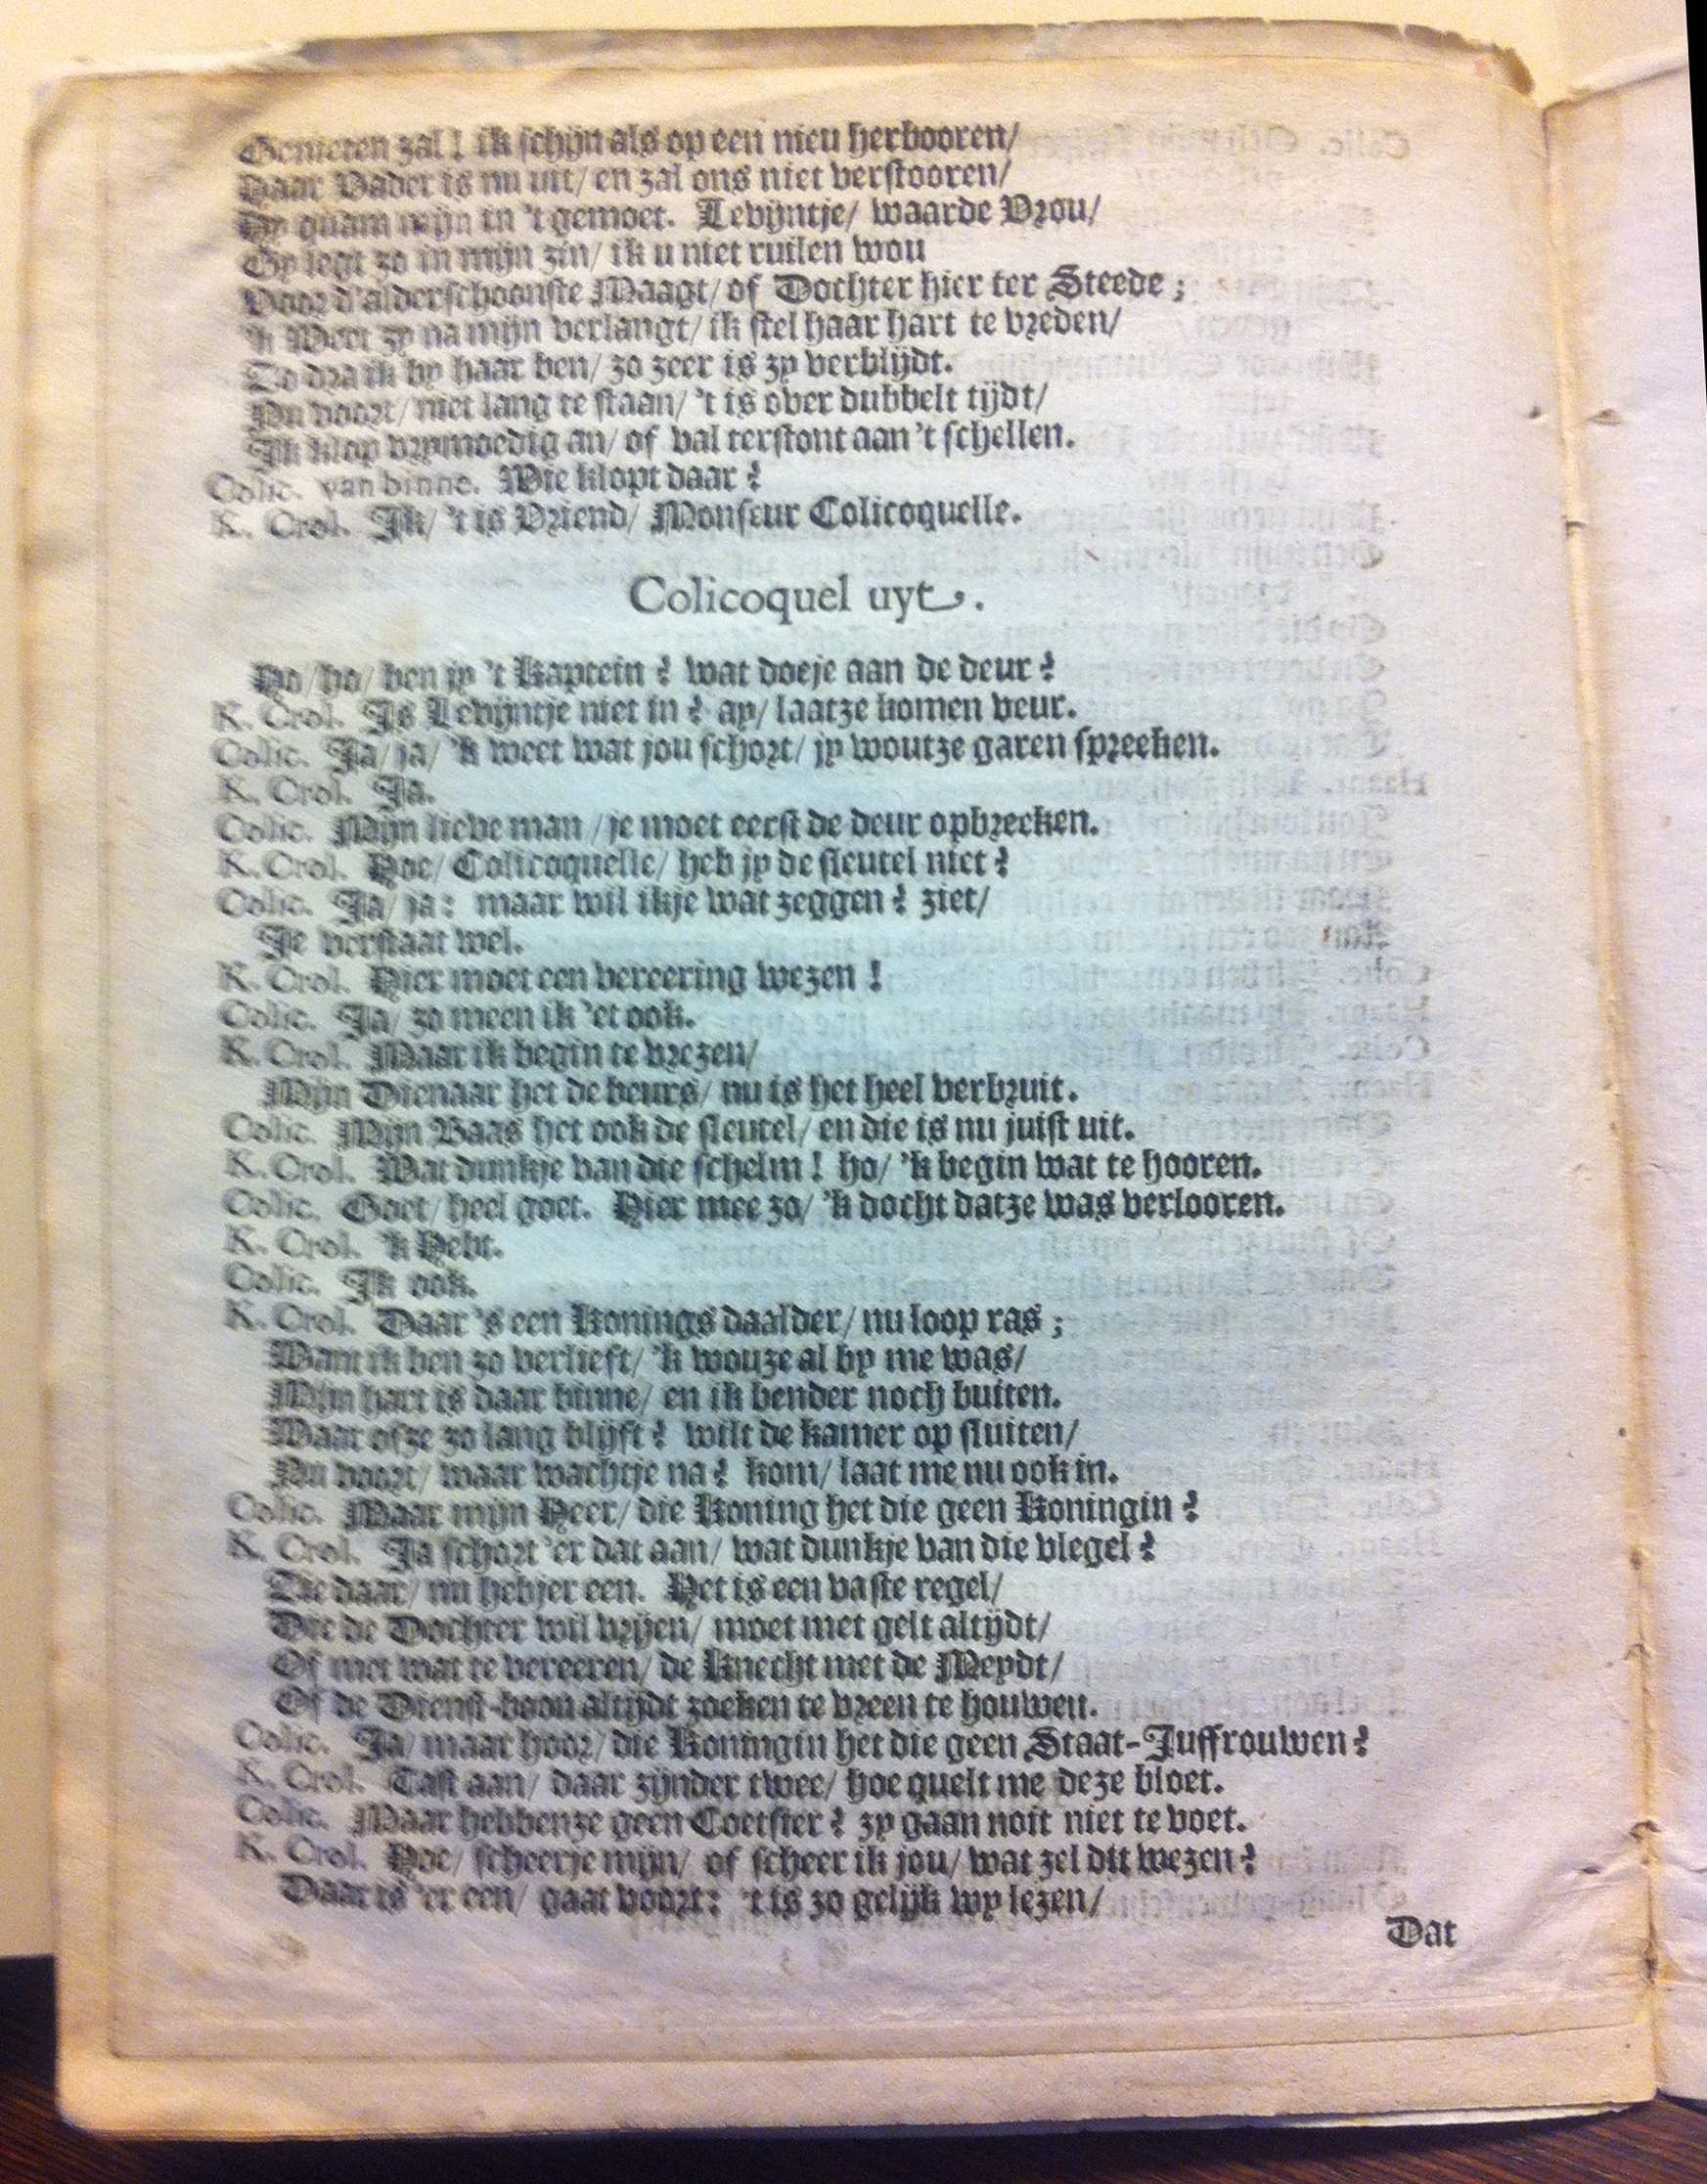 Genieten zal! ik schijn als op een nieu herbooren/
Haar Vader is nu uit/ en zal ons niet verstooren/
Hy quam mijn in 't gemoet. Levijntje/ waarde Vrou/
Gy legt zo in mijn zin/ ik u niet ruilen wou
Voor d'alderschoonste Maagt/ of Dochter hier ter Steede;
'k Weet zy na mijn verlangt/ ik stel haar hart te vreden/
Zo dra ik by haar ben/ zo zeer is zy verblijdt.
Nu voort/ niet lang te staan/ 't is over dubbelt tijdt/
Ik klop vrymoedig an/ of val terstont aan 't schellen.
Colic. van binne. Wie klopt daar?
K. Crol. Ik/ 't is Vriend/ Monseur Colicoquelle.
Colicoquel uyt.
Ho/ ho/ ben jy 't Kaptein? wat doeje aan de deur?
K. Crol. Is Levijntje niet in? ay/ laatze komen veur.
Colic. Ja/ ja/ 'k weet wat jou schort/ jy woutze garen spreeken.
K. Crol. Ja.
Colic. Mijn lieve man/ je moet eerst de deur opbreeken.
K. Crol. Hoe/ Colicoquelle/ heb jy de sleutel niet?
Colic. Ja/ ja: maar wil ikje wat zeggen? ziet/
Je verstaat wel.
K. Crol. Hier moet een vereering wezen!
Colic. Ja/ zo meen ik 'et ook.
K. Crol. Maar ik begin te vrezen/
Mijn Dienaar het de beurs/ nu is het heel verbruit.
Colic. Mijn Baas het ook de sleutel/ en die is nu juist uit.
K. Crol. Wat dunkje van die schelm! ho/ 'k begin wat te hooren.
Colic. Goet/ heel goet. Hier mee zo/ 'k docht datze was verlooren.
K. Crol. 'k Hebt.
Colic. Ik ook.
K. Crol. Daar 's een Konings daalder/ nu loop ras;
Want ik ben zo verlieft/ 'k wouze al by me was/
Mijn hart is daar binne/ en ik bender noch buiten.
Waar ofze zo lang blijft? wilt de kamer op sluiten/
Nu voort/ waar wachtje na? kom/ laat me nu ook in.
Colic. Maar mijn Heer/ die Koning het die geen Koningin?
K. Crol. Ja schort 'er dat aan/ wat dunkje van die vlegel?
Zie daar/ nu hebjer een. Het is een vaste regel/
Die de Dochter wil vrijen/ moet met gelt altijdt/
Of met wat te vereeren/ de Knecht met de Meydt/
Of de Dienst-boon altijdt zoeken te vreen te houwen.
Colic. Ja/ maar hoor/ die Koningin het die geen Staat-Juffrouwen?
K. Crol. Tast aan/ daar zijnder twee/ hoe quelt me deze bloet.
Colic. Maar hebbenze geen Coetsier? zy gaan noit niet te voet.
K. Crol. Hoe/ scheerje mijn/ of scheer ik jou/ wat zel dit wezen?
Daar is 'er een/ gaat voort: 't is zo gelijk wy lezen/
Dat